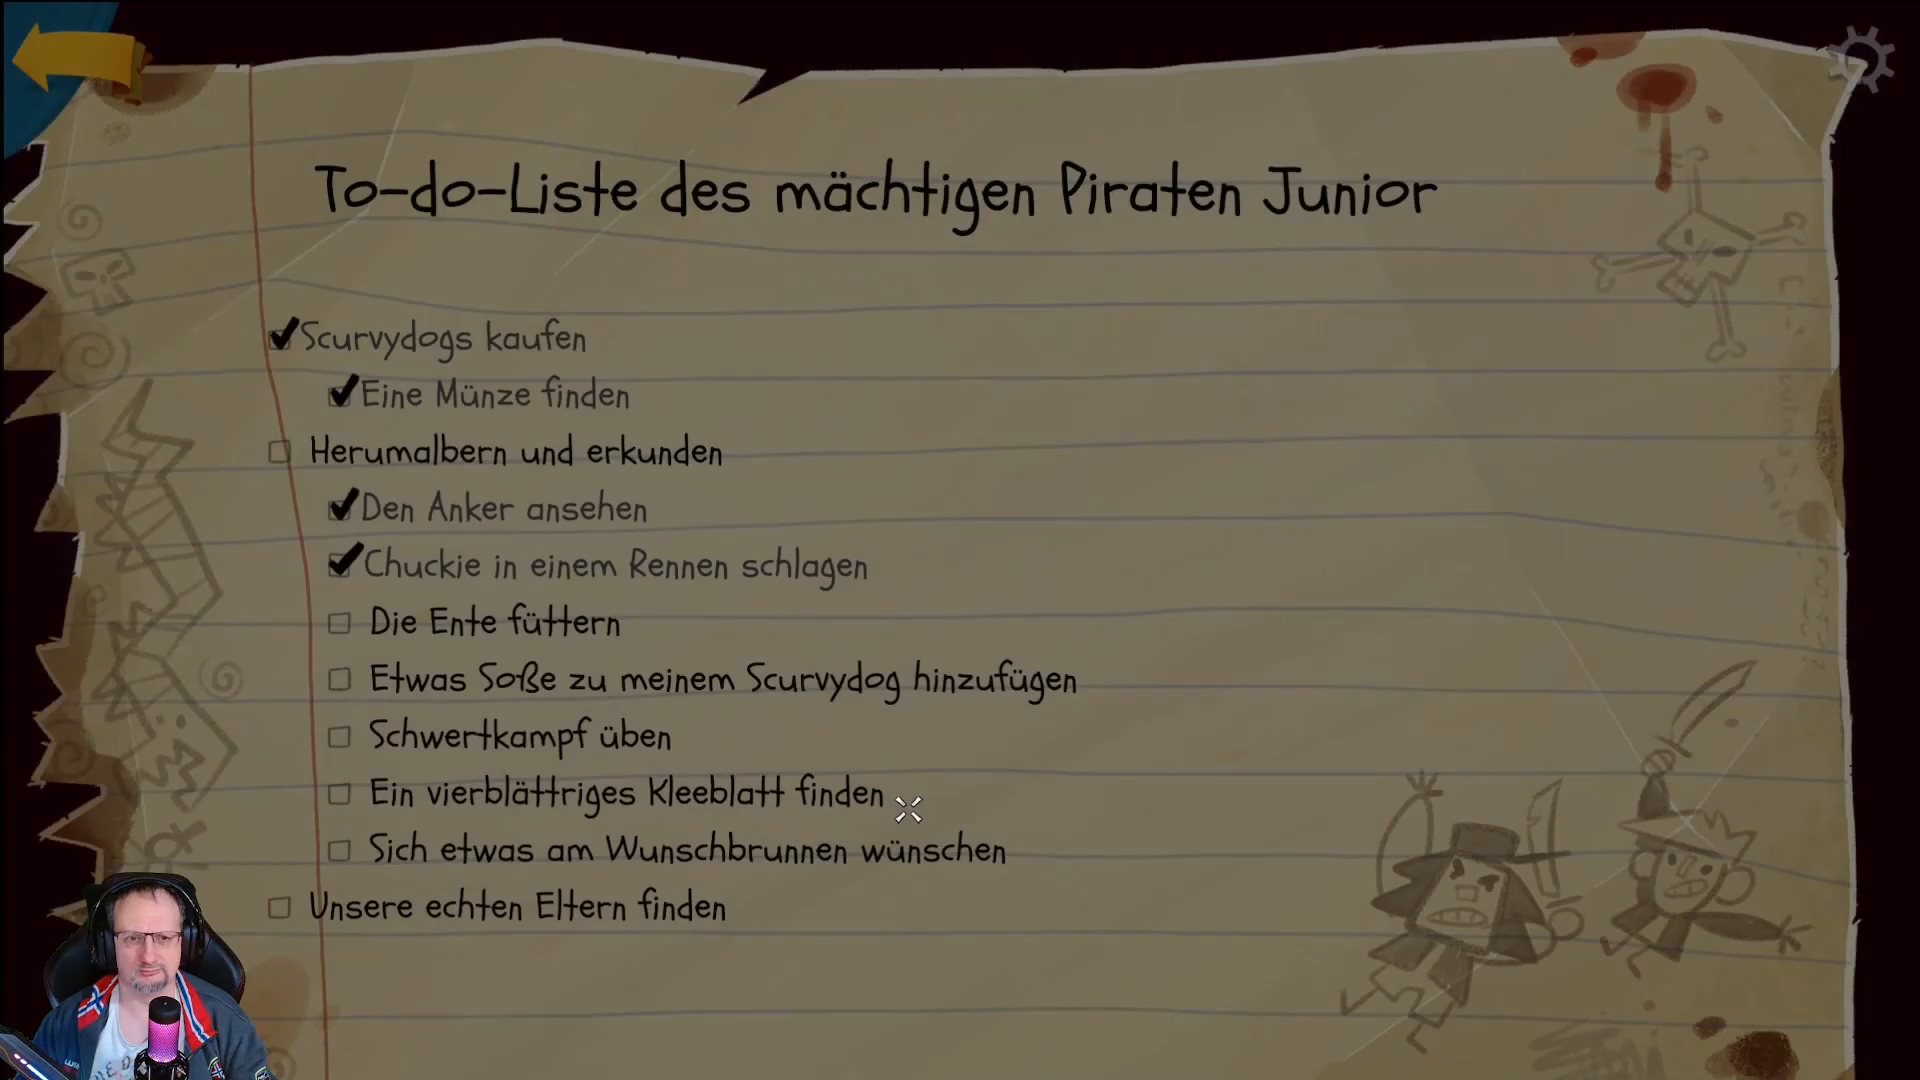 To-do-Liste des mächtigen Piraten Junior
Scurvydogs kaufen
Eine Münze finden
Herumalbern und erkunden
Den Anker ansehen
Chuckie in einem Rennen schlagen
Die Ente füttern
Etwas Soße zu meinem Scurvydog hinzufügen
Schwertkampf üben
Ein vierblättriges Kleeblatt finden
Sich etwas am Wunschbrunnen wünschen
Unsere echten Eltern finden